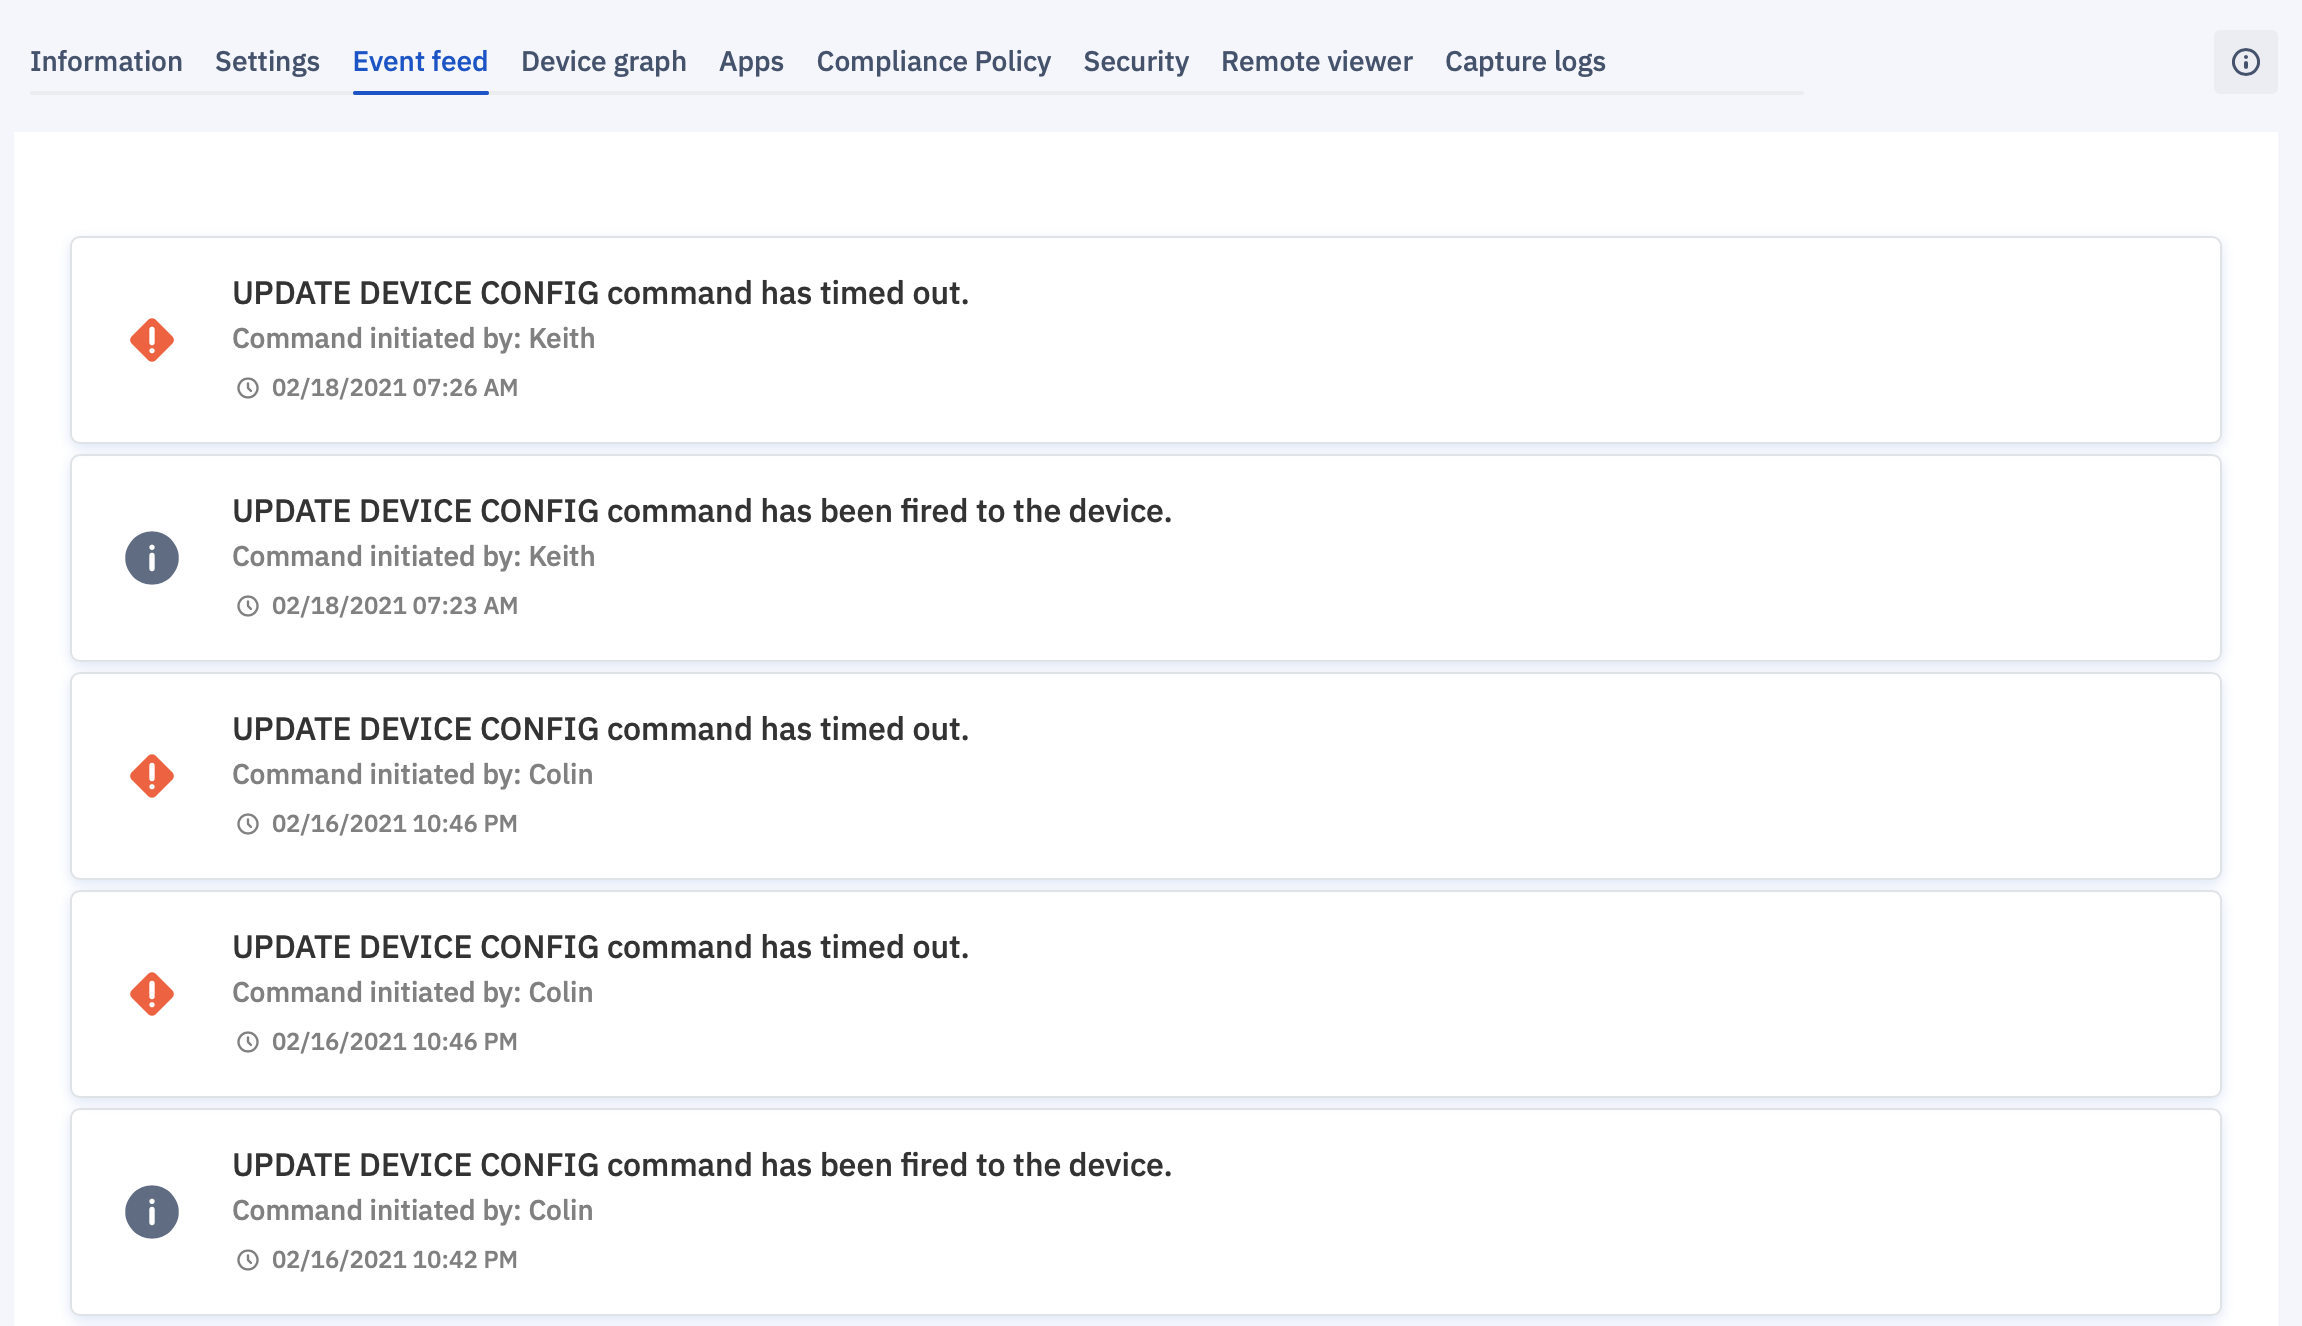 Information Settings Event feed Device graph Apps Compliance Policy Security Remote viewer Capture logs
UPDATE DEVICE CONFIG command has timed out.
Command initiated by: Keith
02/18/2021 07:26 AM
UPDATE DEVICE CONFIG command has been fired to the device.
Command initiated by: Keith
02/18/2021 07:23 AM
UPDATE DEVICE CONFIG command has timed out.
Command initiated by: Colin
02/16/2021 10:46 PM
UPDATE DEVICE CONFIG command has timed out.
Command initiated by: Colin
02/16/2021 10:46 PM
UPDATE DEVICE CONFIG command has been fired to the device.
Command initiated by: Colin
02/16/2021 10:42 PM